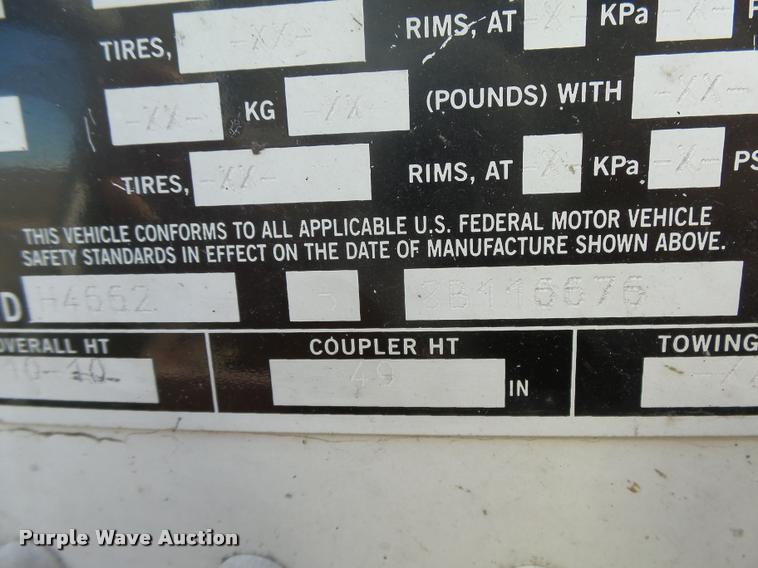 RIMS, AT -X- KPa -X- P
TIRES, -XX-
-XX- KG -XX- (POUNDS) WITH -XX-
TIRES, -XX- RIMS, AT -X- KPa -X- PS
THIS VEHICLE CONFORMS TO ALL APPLICABLE U.S. FEDERAL MOTOR VEHICLE
SAFETY STANDARDS IN EFFECT ON THE DATE OF MANUFACTURE SHOWN ABOVE.
D H4662
OVERALL HT COUPLER HT TOWING
10-10 49 IN
Purple Wave Auction